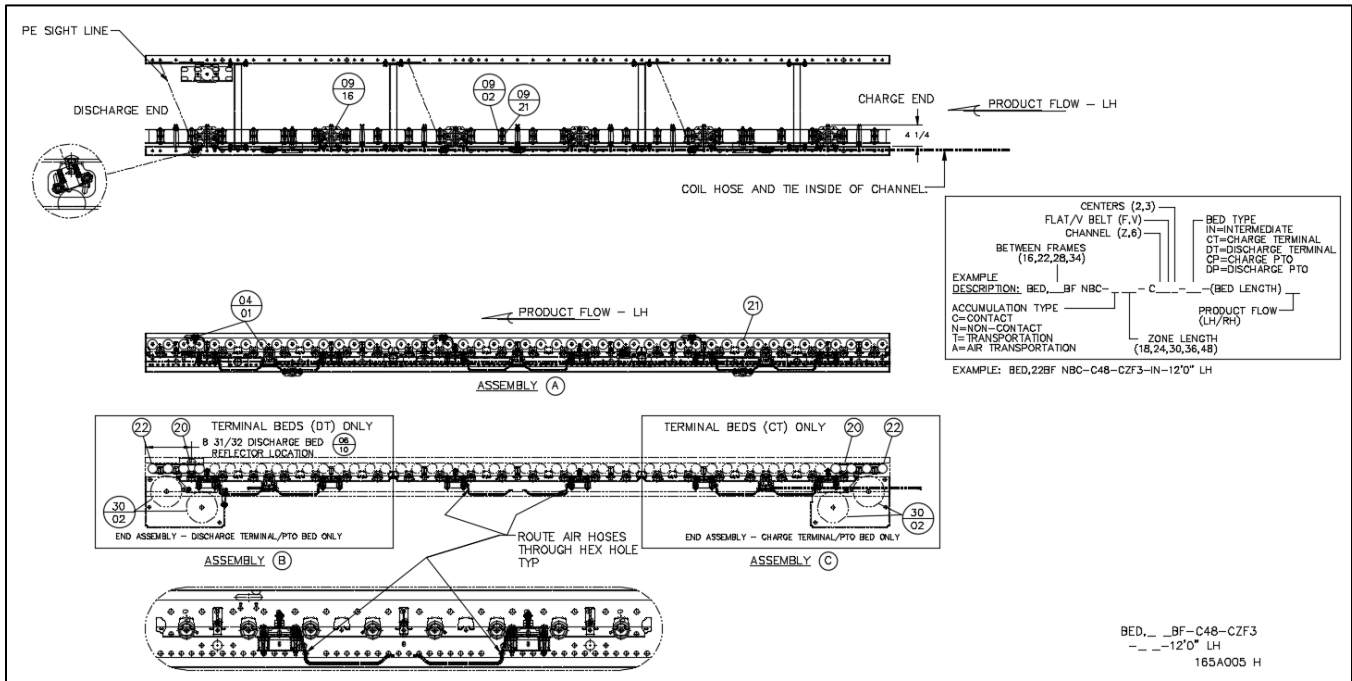 PE SIGHT LINE
DISCHARGE END
09
16
09
02
09
21
CHARGE END
PRODUCT FLOW - LH
4 1/4
COIL HOSE AND TIE INSIDE OF CHANNEL.
CENTERS (2,3)
FLAT/V BELT (F,V)
CHANNEL (Z,6)
BETWEEN FRAMES
(16,22,28,34)
BED TYPE
IN=INTERMEDIATE
CT=CHARGE TERMINAL
DT=DISCHARGE TERMINAL
CP=CHARGE PTO
DP=DISCHARGE PTO
EXAMPLE
DESCRIPTION: BED,__BF NBC-_ __ - C___ - __-(BED LENGTH) __
ACCUMULATION TYPE
C=CONTACT
N=NON-CONTACT
T=TRANSPORTATION
A=AIR TRANSPORTATION
ZONE LENGTH
(18,24,30,36,48)
PRODUCT FLOW
(LH/RH)
EXAMPLE: BED,22BF NBC-C48-CZF3-IN-12'0" LH
04
01
PRODUCT FLOW - LH
21
ASSEMBLY A
22
20
TERMINAL BEDS (DT) ONLY
8 31/32 DISCHARGE BED
REFLECTOR LOCATION
06
10
30
02
END ASSEMBLY - DISCHARGE TERMINAL/PTO BED ONLY
ASSEMBLY B
ROUTE AIR HOSES
THROUGH HEX HOLE
TYP
TERMINAL BEDS (CT) ONLY
20
22
30
02
END ASSEMBLY - CHARGE TERMINAL/PTO BED ONLY
ASSEMBLY C
BED,_ _BF-C48-CZF3
-_ _-12'0" LH
165A005 H